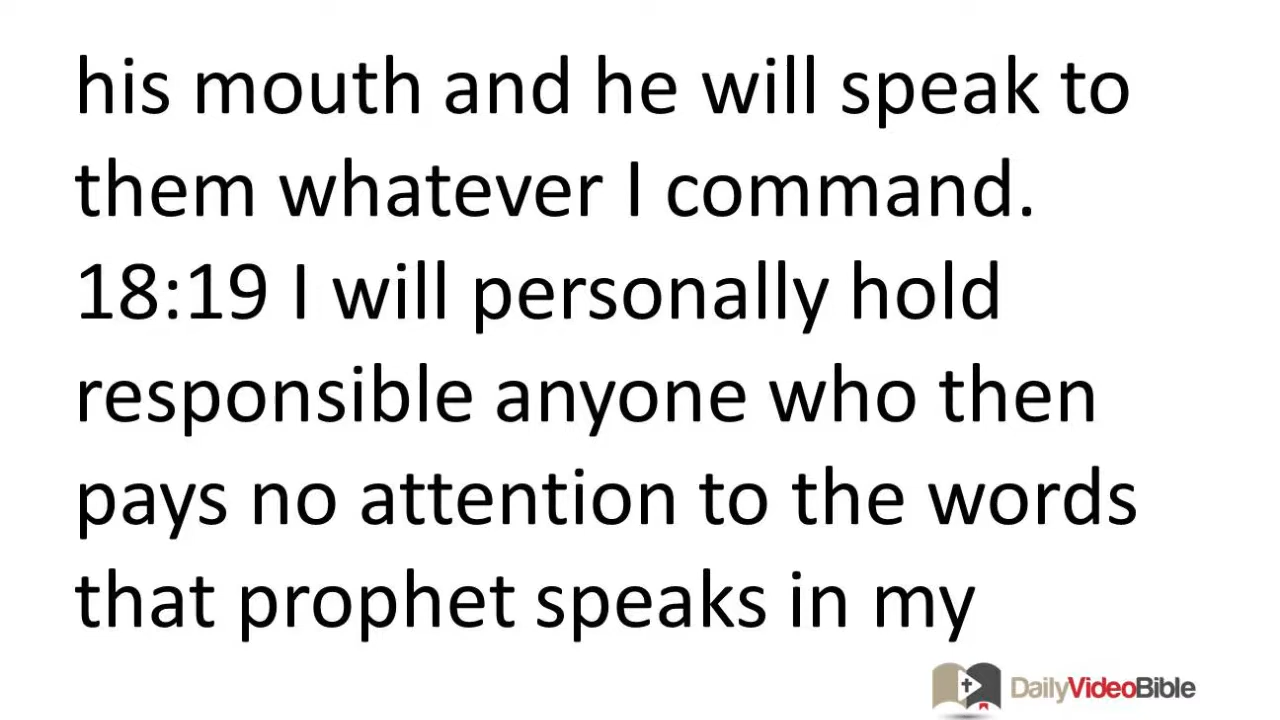 his mouth and he will speak to
them whatever I command.
18:19 I will personally hold
responsible anyone who then
pays no attention to the words
that prophet speaks in my
DailyVideoBible